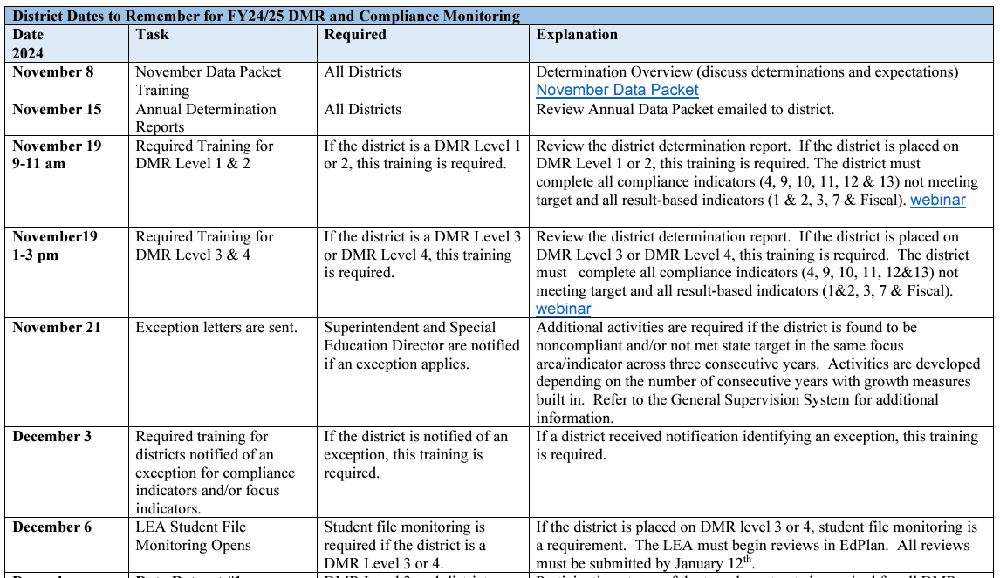 District Dates to Remember for FY24/25 DMR and Compliance Monitoring
Date Task Required Explanation
2024
November 8 November Data Packet All Districts Determination Overview (discuss determinations and expectations)
Training November Data Packet
November 15 Annual Determination All Districts Review Annual Data Packet emailed to district.
Reports
November 19 Required Training for If the district is a DMR Level 1 Review the district determination report.  If the district is placed on
9-11 am DMR Level 1 & 2 or 2, this training is required. DMR Level 1 or 2, this training is required. The district must
complete all compliance indicators (4, 9, 10, 11, 12 & 13) not meeting
target and all result-based indicators (1 & 2, 3, 7 & Fiscal). webinar
November19 Required Training for If the district is a DMR Level 3 Review the district determination report.  If the district is placed on
1-3 pm DMR Level 3 & 4 or DMR Level 4, this training DMR Level 3 or DMR Level 4, this training is required.  The district
is required. must   complete all compliance indicators (4, 9, 10, 11, 12&13) not
meeting target and all result-based indicators (1&2, 3, 7 & Fiscal).
webinar
November 21 Exception letters are sent. Superintendent and Special Additional activities are required if the district is found to be
Education Director are notified noncompliant and/or not met state target in the same focus
if an exception applies. area/indicator across three consecutive years.  Activities are developed
depending on the number of consecutive years with growth measures
built in.  Refer to the General Supervision System for additional
information.
December 3 Required training for If the district is notified of an If a district received notification identifying an exception, this training
districts notified of an exception, this training is is required.
exception for compliance required.
indicators and/or focus
indicators.
December 6 LEA Student File Student file monitoring is If the district is placed on DMR level 3 or 4, student file monitoring is
Monitoring Opens required if the district is a a requirement.  The LEA must begin reviews in EdPlan.  All reviews
DMR Level 3 or 4. must be submitted by January 12th.